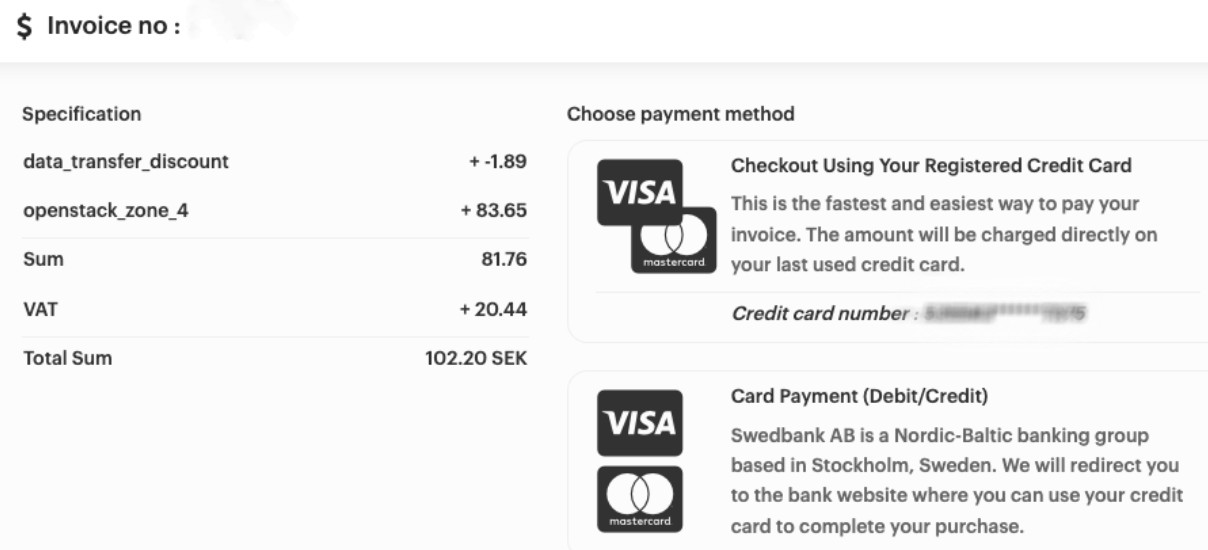 $ Invoice no :
Specification
data_transfer_discount + -1.89
openstack_zone_4 + 83.65
Sum 81.76
VAT + 20.44
Total Sum 102.20 SEK
Choose payment method
VISA
mastercard
Checkout Using Your Registered Credit Card
This is the fastest and easiest way to pay your
invoice. The amount will be charged directly on
your last used credit card.
Credit card number :
VISA
mastercard
Card Payment (Debit/Credit)
Swedbank AB is a Nordic-Baltic banking group
based in Stockholm, Sweden. We will redirect you
to the bank website where you can use your credit
card to complete your purchase.